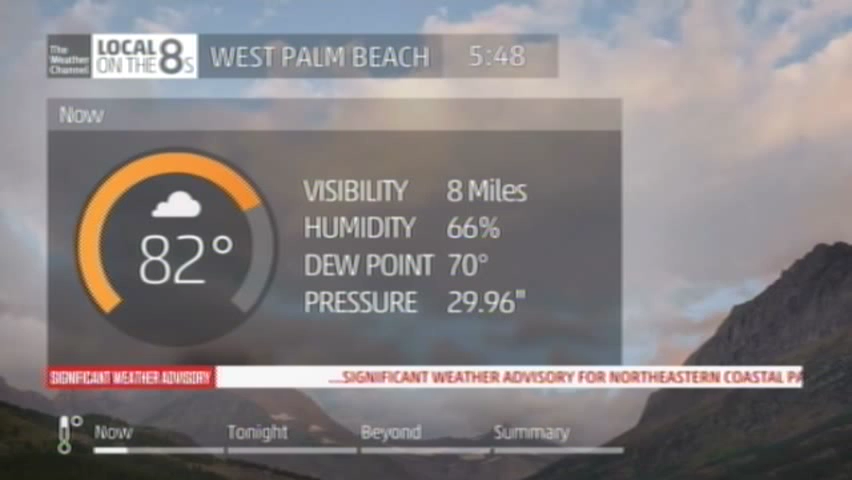 The
Weather
Channel
LOCAL
ON THE 8s
WEST PALM BEACH
5:48
Now
82°
VISIBILITY 8 Miles
HUMIDITY 66%
DEW POINT 70°
PRESSURE 29.96"
SIGNIFICANT WEATHER ADVISORY
....SIGNIFICANT WEATHER ADVISORY FOR NORTHEASTERN COASTAL PA
Now
Tonight
Beyond
Summary